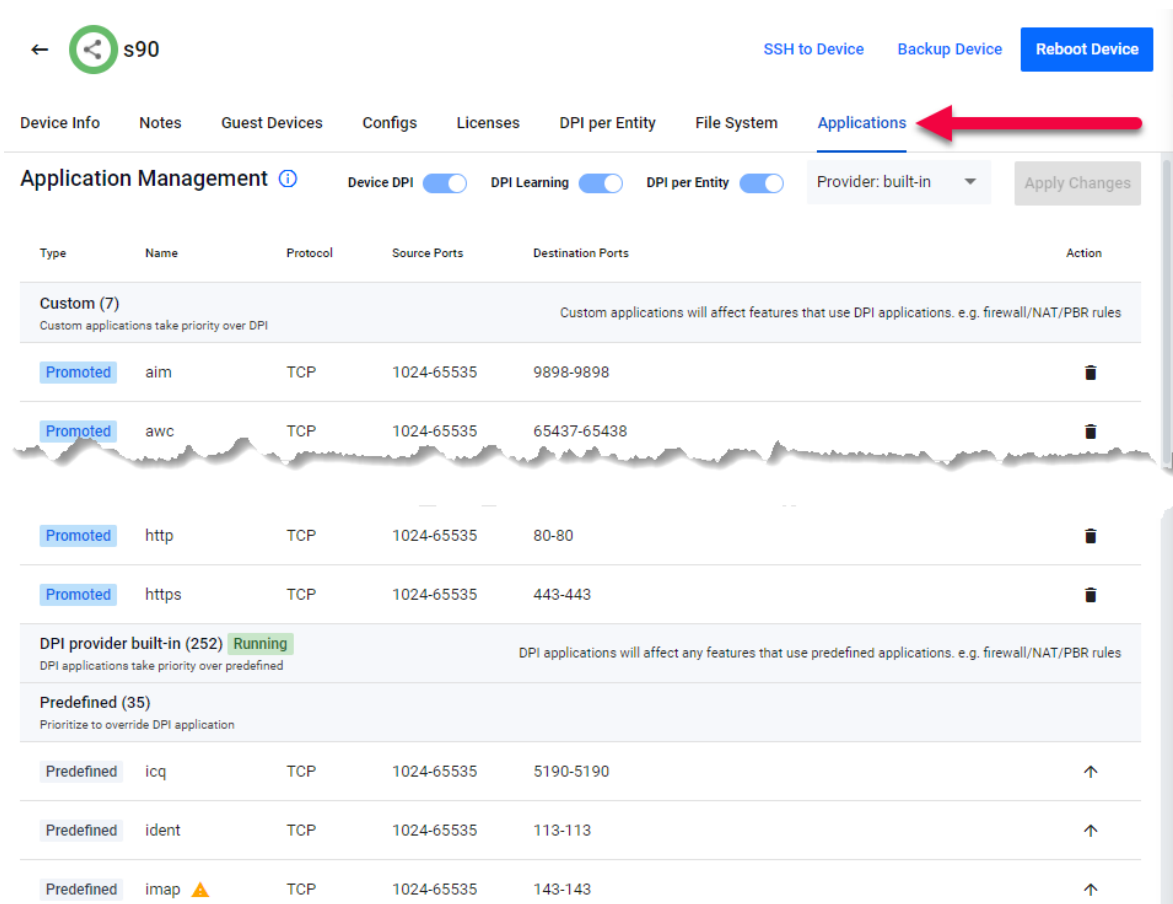 s90 SSH to Device Backup Device Reboot Device
Device Info Notes Guest Devices Configs Licenses DPI per Entity File System Applications
Application Management Device DPI DPI Learning DPI per Entity Provider: built-in Apply Changes
Type Name Protocol Source Ports Destination Ports Action
Custom (7)
Custom applications take priority over DPI Custom applications will affect features that use DPI applications. e.g. firewall/NAT/PBR rules
Promoted aim TCP 1024-65535 9898-9898
Promoted awc TCP 1024-65535 65437-65438
Promoted http TCP 1024-65535 80-80
Promoted https TCP 1024-65535 443-443
DPI provider built-in (252) Running
DPI applications take priority over predefined DPI applications will affect any features that use predefined applications. e.g. firewall/NAT/PBR rules
Predefined (35)
Prioritize to override DPI application
Predefined icq TCP 1024-65535 5190-5190
Predefined ident TCP 1024-65535 113-113
Predefined imap TCP 1024-65535 143-143